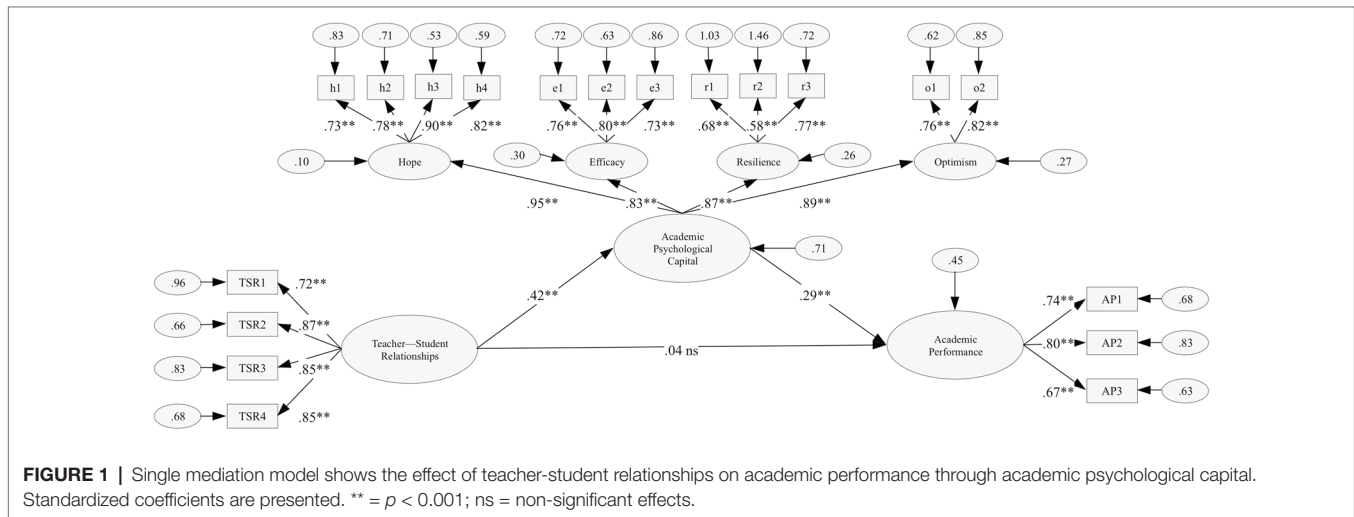 .83 .71 .53 .59 .72 .63 .86 1.03 1.46 .72 .62 .85
h1 h2 h3 h4 e1 e2 e3 r1 r2 r3 o1 o2
.73** .78** .90** .82** .76** .80** .73** .68** .58** .77** .76** .82**
.10 Hope .30 Efficacy Resilience .26 Optimism .27
.95** .83** .87** .89**
Academic
Psychological
Capital
.71
.45
.96 TSR1 .72**
.42** .29**
.66 TSR2 .87**
Teacher—Student
Relationships
.04 ns
Academic
Performance
.83 TSR3 .85**
.68 TSR4 .85**
.74** AP1 .68
.80** AP2 .83
.67** AP3 .63
FIGURE 1 | Single mediation model shows the effect of teacher-student relationships on academic performance through academic psychological capital.
Standardized coefficients are presented. ** = p < 0.001; ns = non-significant effects.